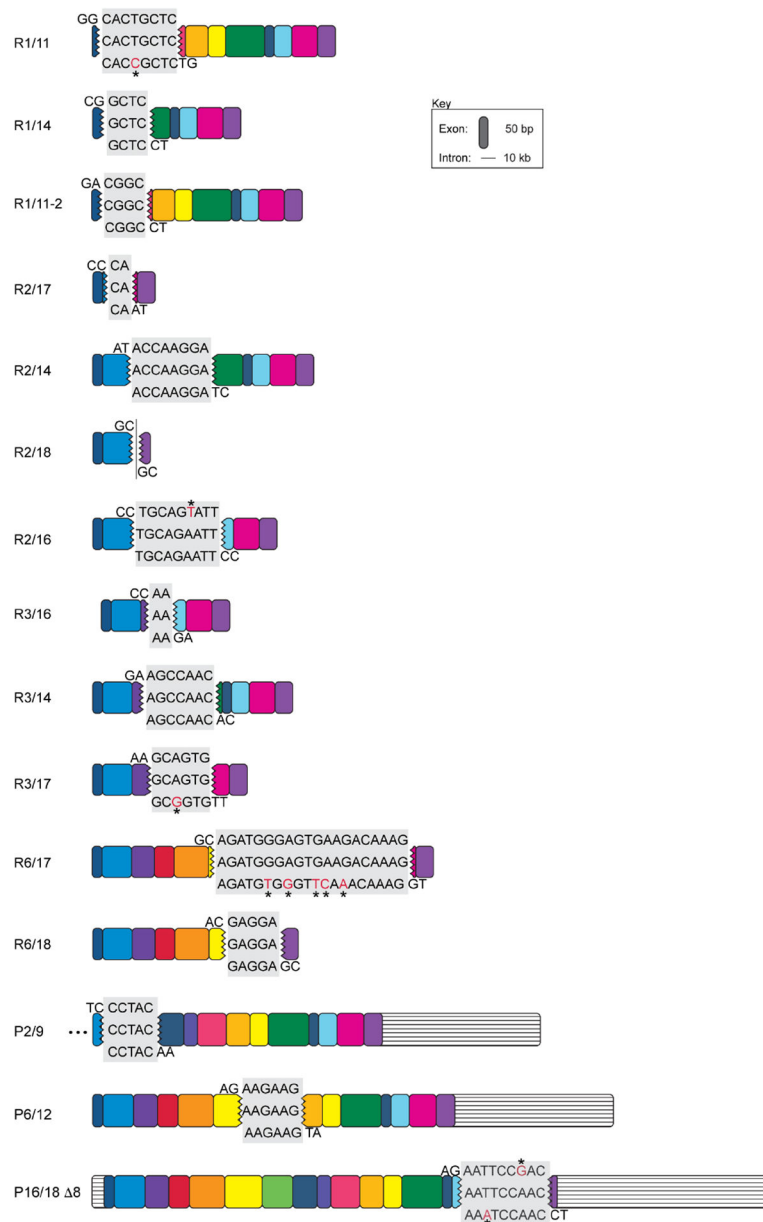 GG CACTGCTC
R1/11 CACTGCTC
CACCGCTCTG
*
Key
Exon: 50 bp
Intron: 10 kb
CG GCTC
R1/14 GCTC
GCTC CT
GA CGGC
R1/11-2 CGGC
CGGC CT
CC CA
R2/17 CA
CA AT
AT ACCAAGGA
R2/14 ACCAAGGA
ACCAAGGA TC
GC
R2/18
GC
*
CC TGCAGTATT
R2/16 TGCAGAATT
TGCAGAATT CC
CC AA
R3/16 AA
AA GA
GA AGCCAAC
R3/14 AGCCAAC
AGCCAAC AC
AA GCAGTG
R3/17 GCAGTG
GCGGTGTT
*
GC AGATGGGAGTGAAGACAAAG
R6/17 AGATGGGAGTGAAGACAAAG
AGATGTGGGTTCAACAAAG GT
* * * * *
AC GAGGA
R6/18 GAGGA
GAGGA GC
TC CCTAC
P2/9 ... CCTAC
CCTAC AA
AG AAGAAG
P6/12 AAGAAG
AAGAAG TA
*
AG AATTCCGAC
P16/18 Δ8 AATTCCAAC
AAATCCAAC CT
*